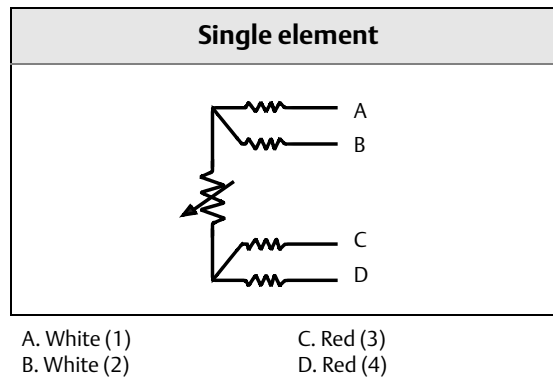 Single element
A
B
C
D
A. White (1) C. Red (3)
B. White (2) D. Red (4)